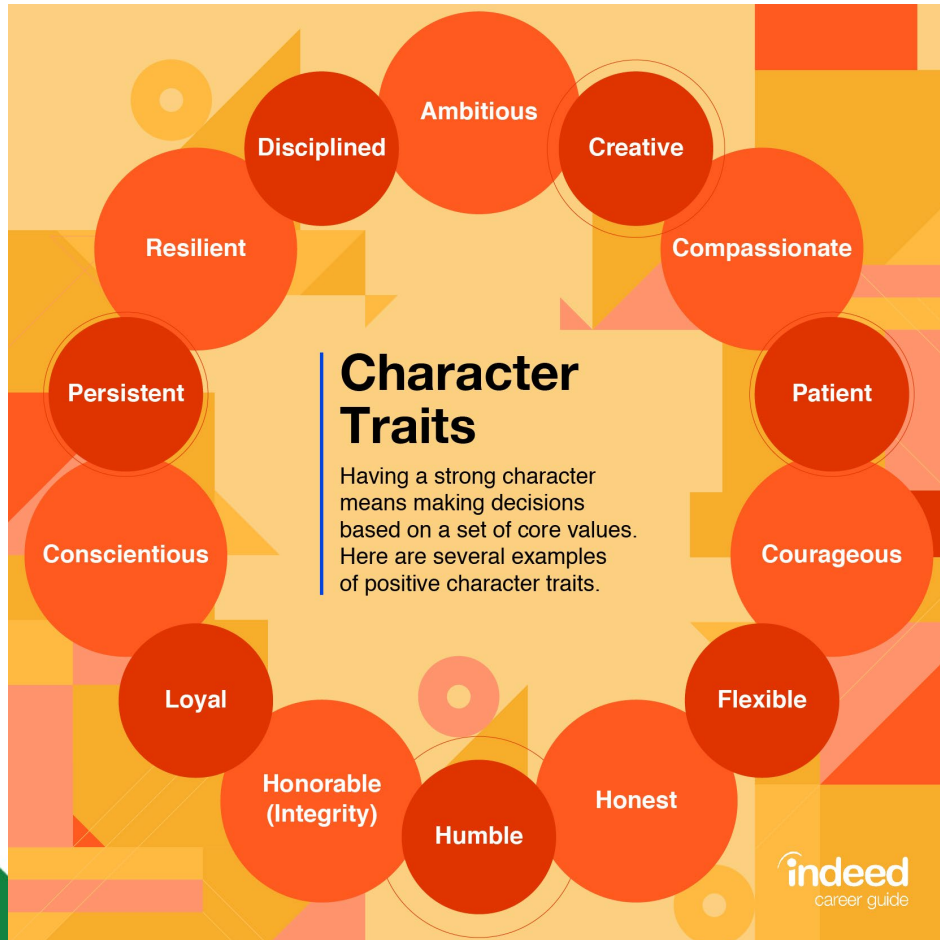 Character
Traits
Having a strong character
means making decisions
based on a set of core values.
Here are several examples
of positive character traits.
Ambitious
Creative
Compassionate
Patient
Courageous
Flexible
Honest
Humble
Honorable
(Integrity)
Loyal
Conscientious
Persistent
Resilient
Disciplined
indeed
career guide